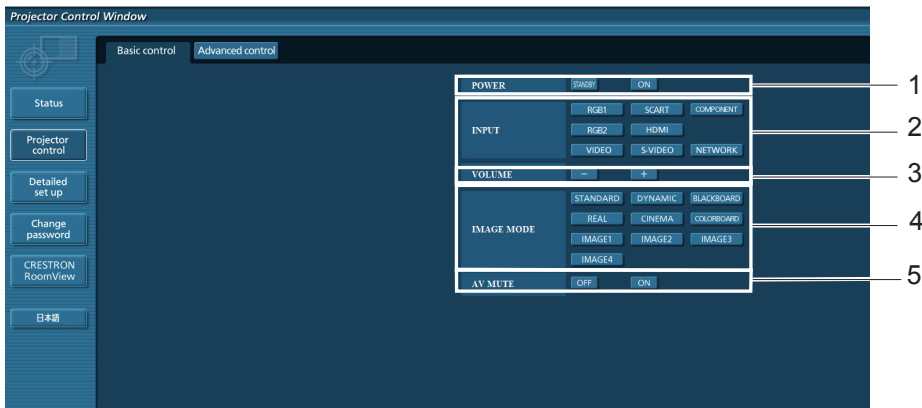 Projector Control Window
Basic control
Advanced control
Status
Projector
control
Detailed
set up
Change
password
CRESTRON
RoomView
日本語
POWER STANDBY ON 1
INPUT
RGB1 SCART COMPONENT
RGB2 HDMI
VIDEO S-VIDEO NETWORK
2
VOLUME − + 3
IMAGE MODE
STANDARD DYNAMIC BLACKBOARD
REAL CINEMA COLORBOARD
IMAGE1 IMAGE2 IMAGE3
IMAGE4
4
AV MUTE OFF ON 5